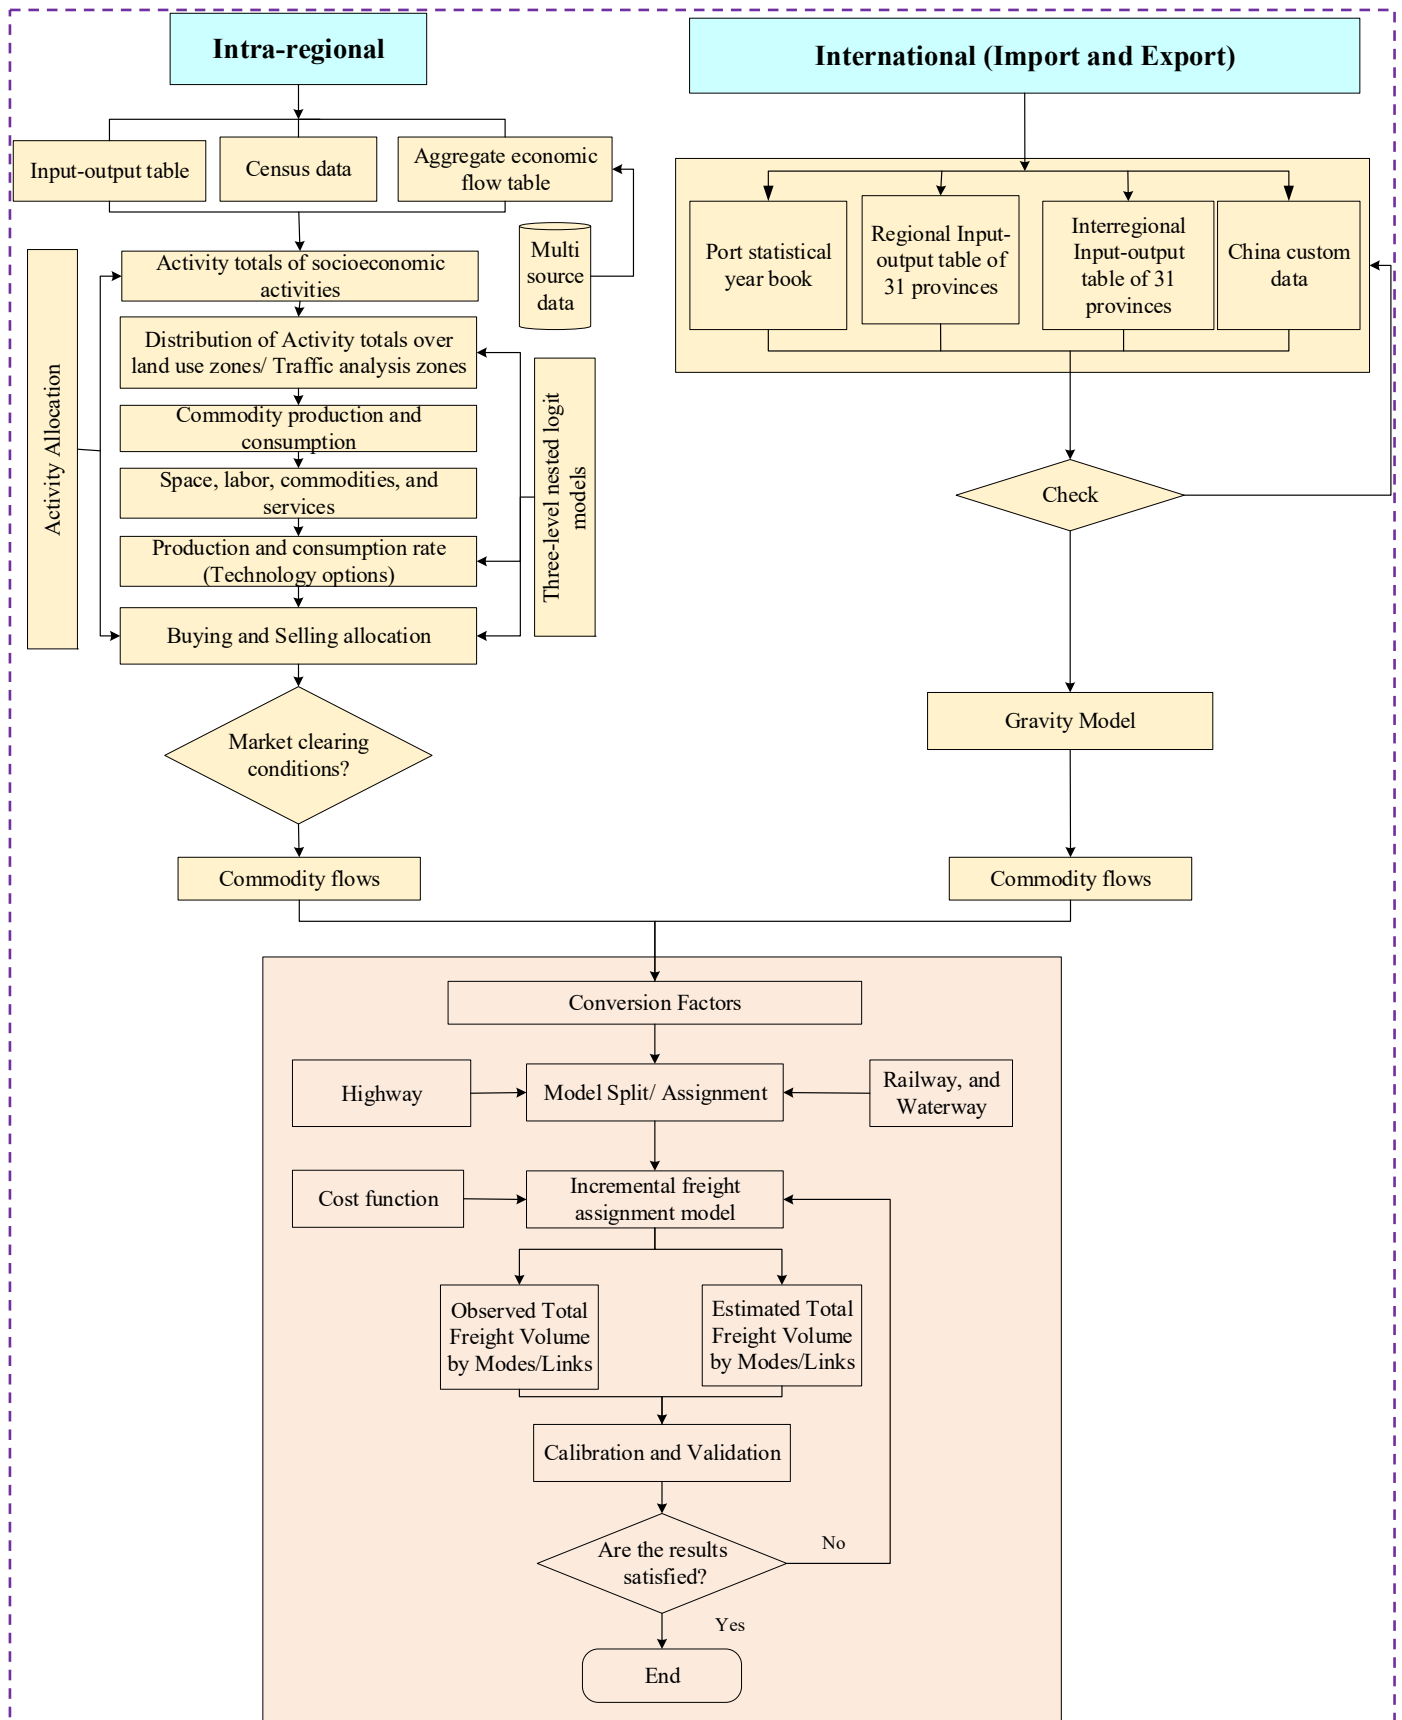 Intra-regional
International (Import and Export)
Input-output table
Census data
Aggregate economic
flow table
Multi
source
data
Port statistical
year book
Regional Input-
output table of
31 provinces
Interregional
Input-output
table of 31
provinces
China custom
data
Activity Allocation
Activity totals of socioeconomic
activities
Distribution of Activity totals over
land use zones/ Traffic analysis zones
Commodity production and
consumption
Space, labor, commodities, and
services
Production and consumption rate
(Technology options)
Buying and Selling allocation
Three-level nested logit
models
Check
Market clearing
conditions?
Gravity Model
Commodity flows
Commodity flows
Conversion Factors
Highway
Model Split/ Assignment
Railway, and
Waterway
Cost function
Incremental freight
assignment model
Observed Total
Freight Volume
by Modes/Links
Estimated Total
Freight Volume
by Modes/Links
Calibration and Validation
Are the results
satisfied?
No
Yes
End